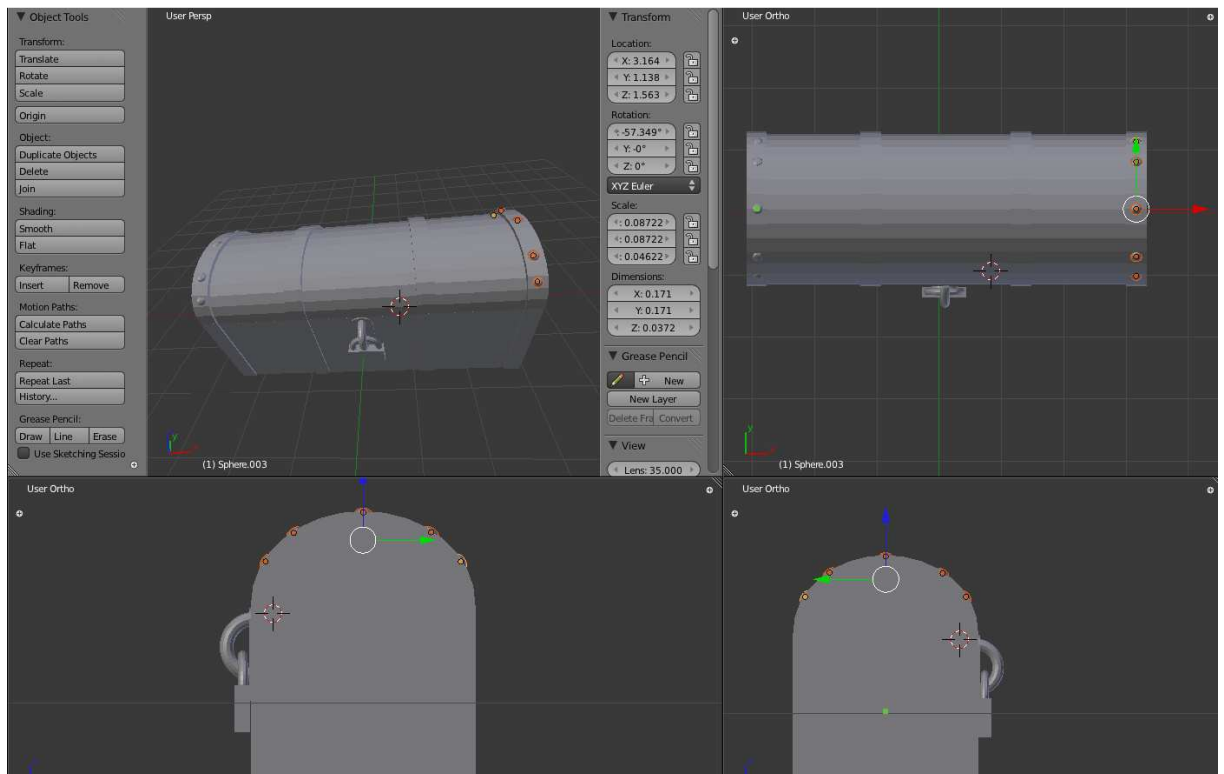 Object Tools
Transform:
Translate
Rotate
Scale
Origin
Object:
Duplicate Objects
Delete
Join
Shading:
Smooth
Flat
Keyframes:
Insert Remove
Motion Paths:
Calculate Paths
Clear Paths
Repeat:
Repeat Last
History...
Grease Pencil:
Draw Line Erase
Use Sketching Sessio
User Persp
y
(1) Sphere.003
Transform
Location:
X: 3.164
Y: 1.138
Z: 1.563
Rotation:
: -57.349°
Y: -0°
Z: 0°
XYZ Euler
Scale:
: 0.08722
: 0.08722
: 0.04622
Dimensions:
X: 0.171
Y: 0.171
Z: 0.0372
Grease Pencil
New
New Layer
Delete Fra Convert
View
Lens: 35.000
User Ortho
y
(1) Sphere.003
User Ortho
User Ortho